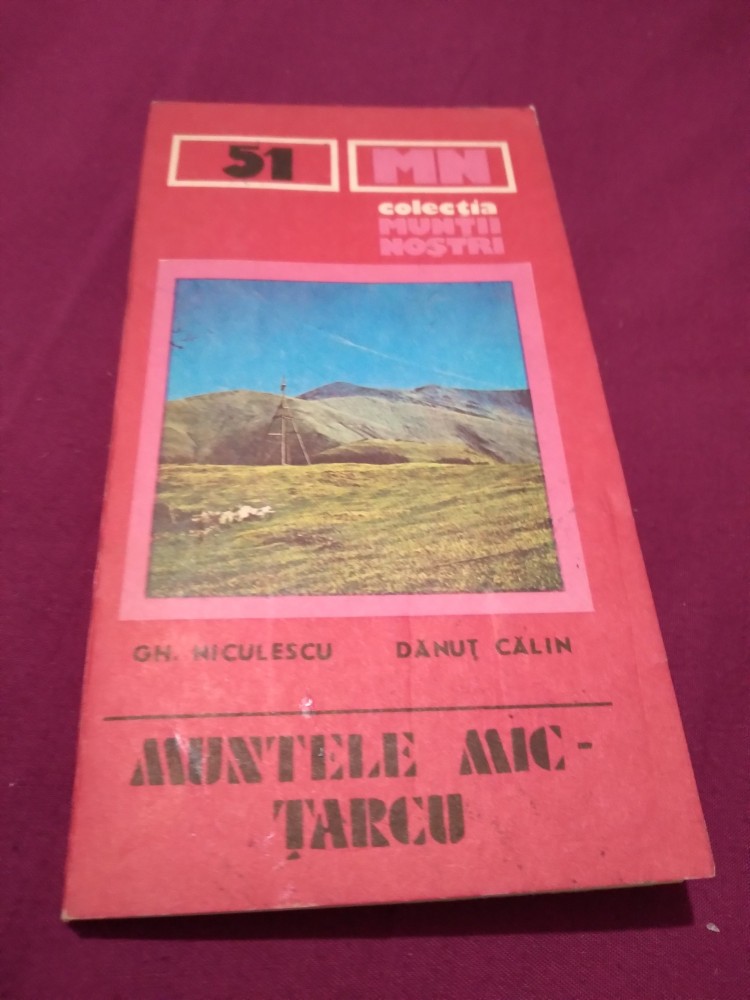 51
MN
colecția
MUNȚII
NOȘTRI
GH. NICULESCU
DĂNUȚ CĂLIN
MUNTELE MIC -
ȚARCU